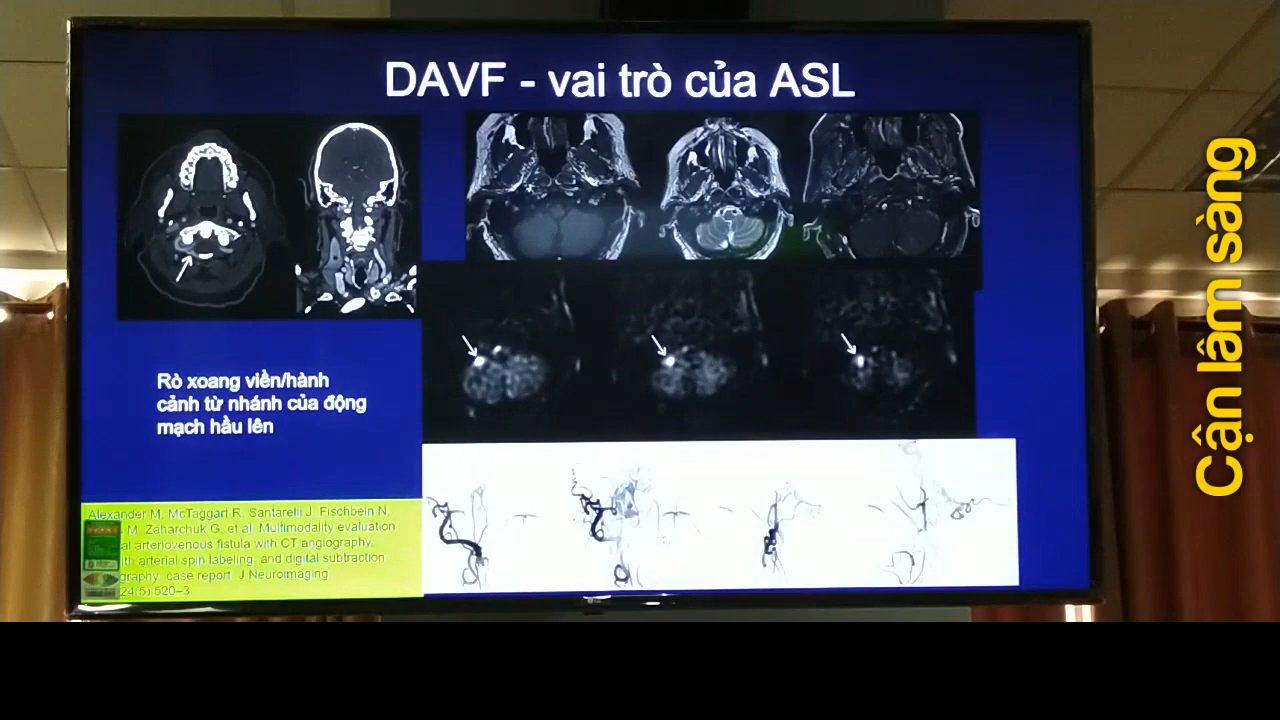 DAVF - vai trò của ASL
Rò xoang viền/hành
cảnh từ nhánh của động
mạch hầu lên
Alexander M, McTaggart R, Santarelli J, Fischbein N,
M, Zaharchuk G, et al. Multimodality evaluation
al arteriovenous fistula with CT angiography,
ith arterial spin labeling, and digital subtraction
graphy: case report. J Neuroimaging
24(5):520–3
Cận lâm sàng